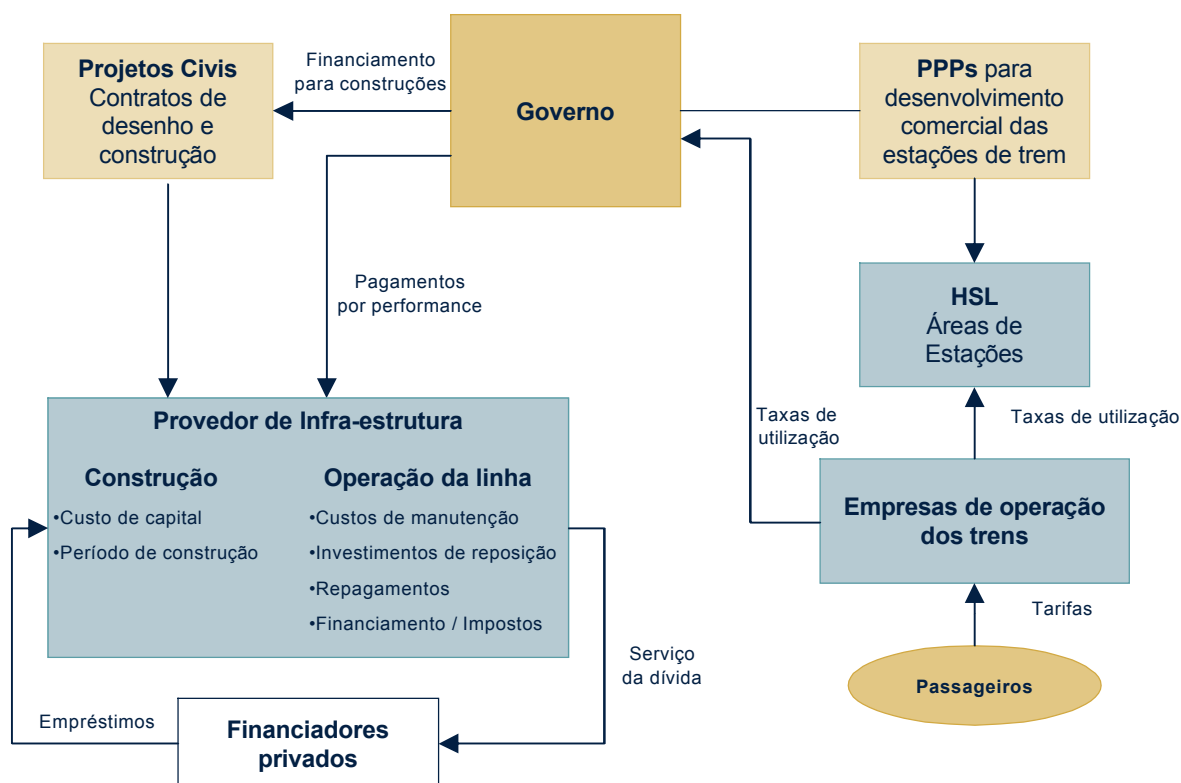 Projetos Civis
Contratos de
desenho e
construção
Financiamento
para construções
Governo
PPPs para
desenvolvimento
comercial das
estações de trem
Pagamentos
por performance
HSL
Áreas de
Estações
Provedor de Infra-estrutura
Construção
•Custo de capital
•Período de construção
Operação da linha
•Custos de manutenção
•Investimentos de reposição
•Repagamentos
•Financiamento / Impostos
Taxas de
utilização
Taxas de utilização
Empresas de operação
dos trens
Tarifas
Passageiros
Serviço
da dívida
Empréstimos
Financiadores
privados